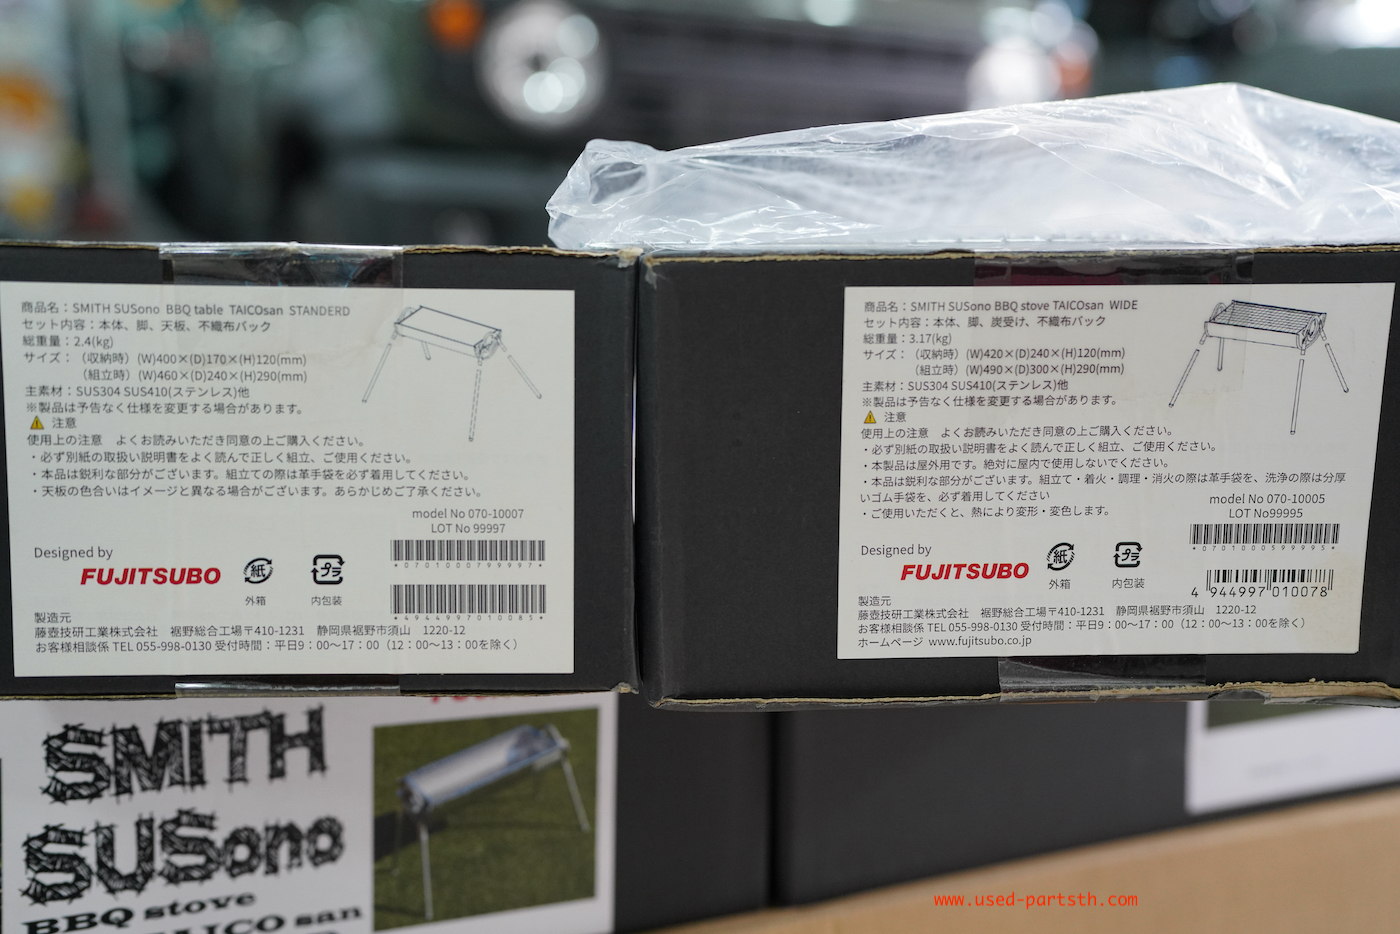 商品名：SMITH SUSono BBQ table TAICOsan STANDERD
セット内容：本体、脚、天板、不織布バック
総重量：2.4(kg)
サイズ：（収納時）(W)400×(D)170×(H)120(mm)
（組立時）(W)460×(D)240×(H)290(mm)
主素材：SUS304 SUS410(ステンレス)他
※製品は予告なく仕様を変更する場合があります。
注意
使用上の注意　よくお読みいただき同意の上ご購入ください。
・必ず別紙の取扱い説明書をよく読んで正しく組立、ご使用ください。
・本品は鋭利な部分がございます。組立ての際は革手袋を必ず着用してください。
・天板の色合いはイメージと異なる場合がございます。あらかじめご了承ください。
model No 070-10007
LOT No 99997
*070100079997*
*4944997010085*
Designed by
FUJITSUBO
紙
外箱
プラ
内包装
製造元
藤壺技研工業株式会社　裾野総合工場〒410-1231　静岡県裾野市須山　1220-12
お客様相談係 TEL 055-998-0130 受付時間：平日9：00〜17：00（12：00〜13：00を除く）
商品名：SMITH SUSono BBQ stove TAICOsan WIDE
セット内容：本体、脚、炭受け、不織布バック
総重量：3.17(kg)
サイズ：（収納時）(W)420×(D)240×(H)120(mm)
（組立時）(W)490×(D)300×(H)290(mm)
主素材：SUS304 SUS410(ステンレス)他
※製品は予告なく仕様を変更する場合があります。
注意
使用上の注意　よくお読みいただき同意の上ご購入ください。
・必ず別紙の取扱い説明書をよく読んで正しく組立、ご使用ください。
・本製品は屋外用です。絶対に屋内で使用しないでください。
・本品は鋭利な部分がございます。組立て・着火・調理・消火の際は革手袋を、洗浄の際は分厚
いゴム手袋を、必ず着用してください
・ご使用いただくと、熱により変形・変色します。
model No 070-10005
LOT No99995
*070100059995*
4 944997 010078
Designed by
FUJITSUBO
紙
外箱
プラ
内包装
製造元
藤壺技研工業株式会社　裾野総合工場〒410-1231　静岡県裾野市須山　1220-12
お客様相談係 TEL 055-998-0130 受付時間：平日9：00〜17：00（12：00〜13：00を除く）
ホームページ www.fujitsubo.co.jp
SMITH
SUSono
BBQ stove
san
www.used-partsth.com